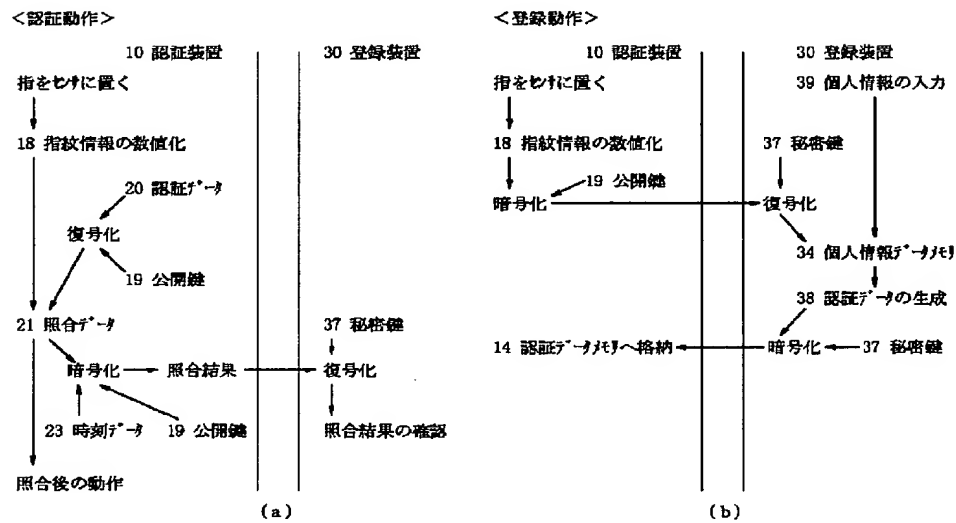 <認証動作>
10 認証装置
30 登録装置
指をセンサに置く
18 指紋情報の数値化
20 認証データ
復号化
19 公開鍵
21 照合データ
37 秘密鍵
暗号化
照合結果
復号化
23 時刻データ
19 公開鍵
照合結果の確認
照合後の動作
(a)
<登録動作>
10 認証装置
30 登録装置
指をセンサに置く
39 個人情報の入力
18 指紋情報の数値化
37 秘密鍵
19 公開鍵
暗号化
復号化
34 個人情報データメモリ
38 認証データの生成
14 認証データメモリへ格納
暗号化
37 秘密鍵
(b)